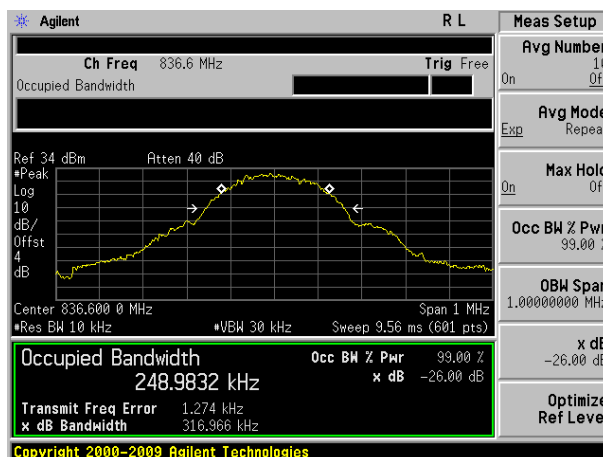 Agilent R L
Meas Setup
Ch Freq 836.6 MHz Trig Free
Occupied Bandwidth
Avg Number
10
On Of
Avg Mode
Exp Repea
Max Hold
On Of
Occ BW % Pwr
99.00 %
OBW Span
1.00000000 MHz
x dB
-26.00 dB
Optimize
Ref Level
Ref 34 dBm Atten 40 dB
#Peak
Log
10
dB/
Offst
4
dB
Center 836.600 0 MHz Span 1 MHz
#Res BW 10 kHz #VBW 30 kHz Sweep 9.56 ms (601 pts)
Occupied Bandwidth
248.9832 kHz
Occ BW % Pwr 99.00 %
x dB -26.00 dB
Transmit Freq Error 1.274 kHz
x dB Bandwidth 316.966 kHz
Copyright 2000-2009 Agilent Technologies